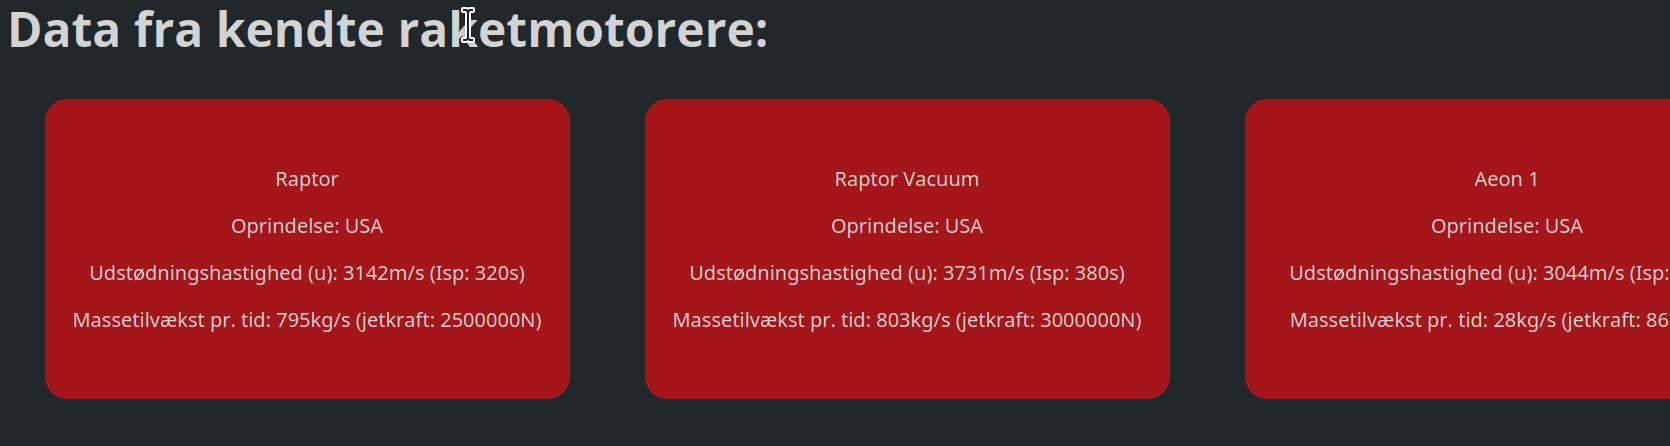 Data fra kendte raketmotorere:
Raptor
Oprindelse: USA
Udstødningshastighed (u): 3142m/s (Isp: 320s)
Massetilvækst pr. tid: 795kg/s (jetkraft: 2500000N)
Raptor Vacuum
Oprindelse: USA
Udstødningshastighed (u): 3731m/s (Isp: 380s)
Massetilvækst pr. tid: 803kg/s (jetkraft: 3000000N)
Aeon 1
Oprindelse: USA
Udstødningshastighed (u): 3044m/s (Isp:
Massetilvækst pr. tid: 28kg/s (jetkraft: 86